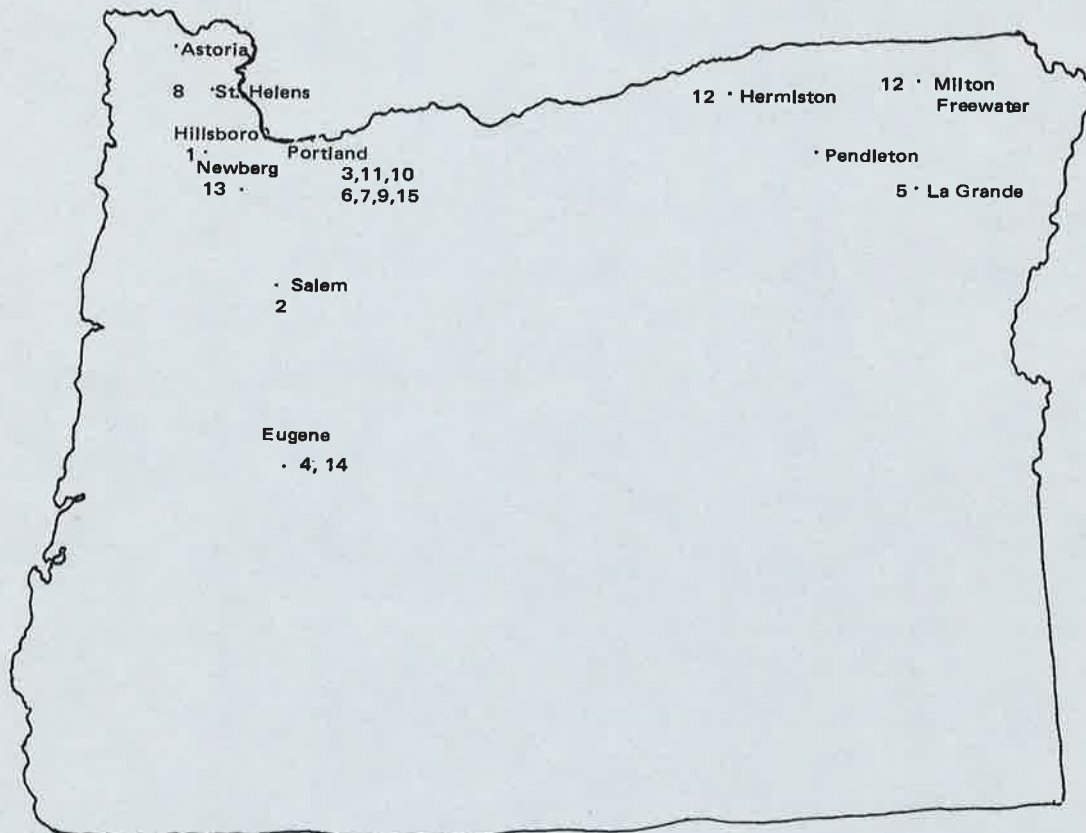 Astoria
8 St. Helens
12 Hermiston
12 Milton
Freewater
Hillsboro
1
Portland
Pendleton
Newberg
13
3,11,10
6,7,9,15
5 La Grande
Salem
2
Eugene
4, 14